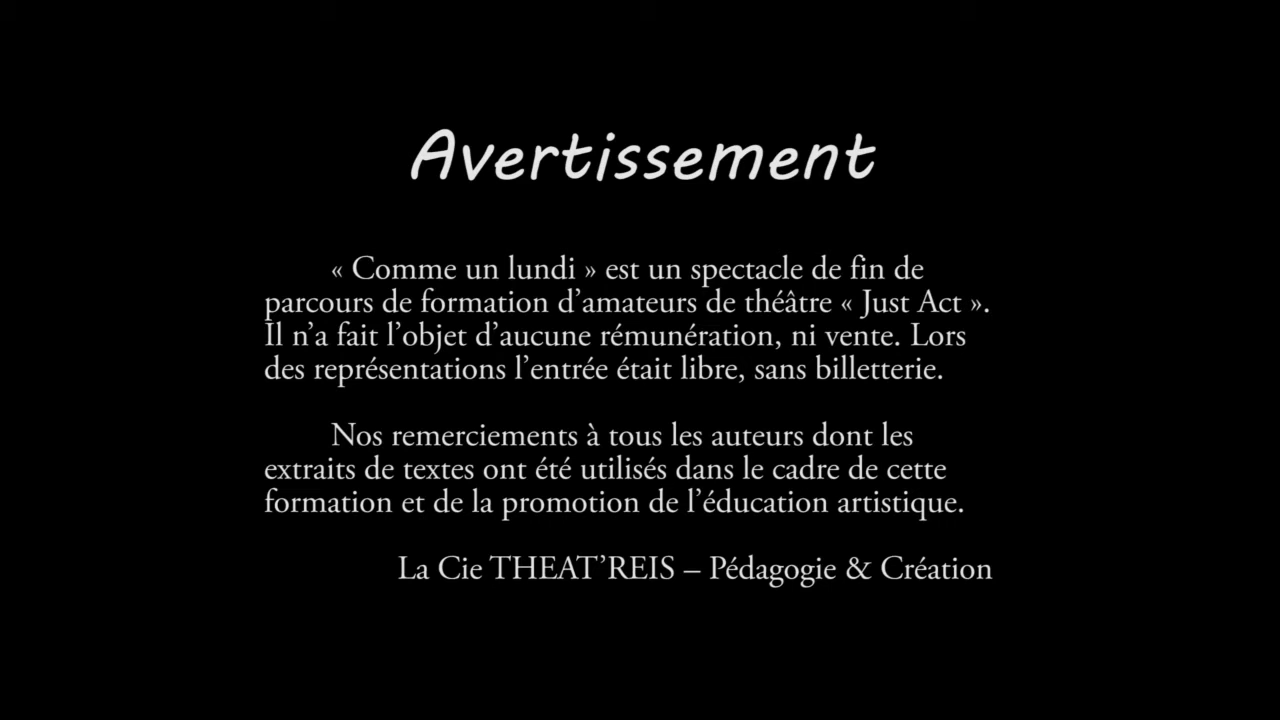 Avertissement
« Comme un lundi » est un spectacle de fin de
parcours de formation d’amateurs de théâtre « Just Act ».
Il n’a fait l’objet d’aucune rémunération, ni vente. Lors
des représentations l’entrée était libre, sans billetterie.
Nos remerciements à tous les auteurs dont les
extraits de textes ont été utilisés dans le cadre de cette
formation et de la promotion de l’éducation artistique.
La Cie THEAT’REIS – Pédagogie & Création